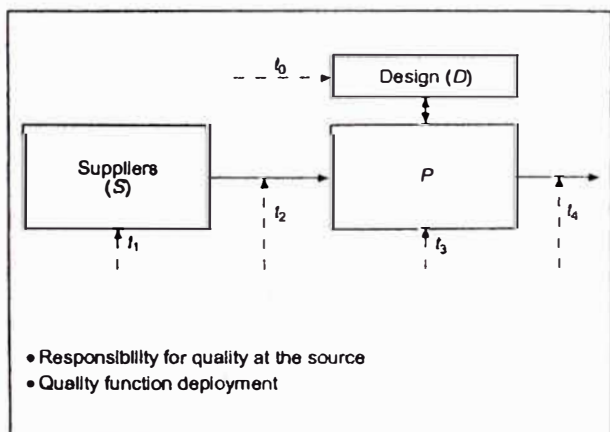 t₀
Design (D)
Suppliers
(S)
P
t₁
t₂
t₃
t₄
• Responsibility for quality at the source
• Quality function deployment